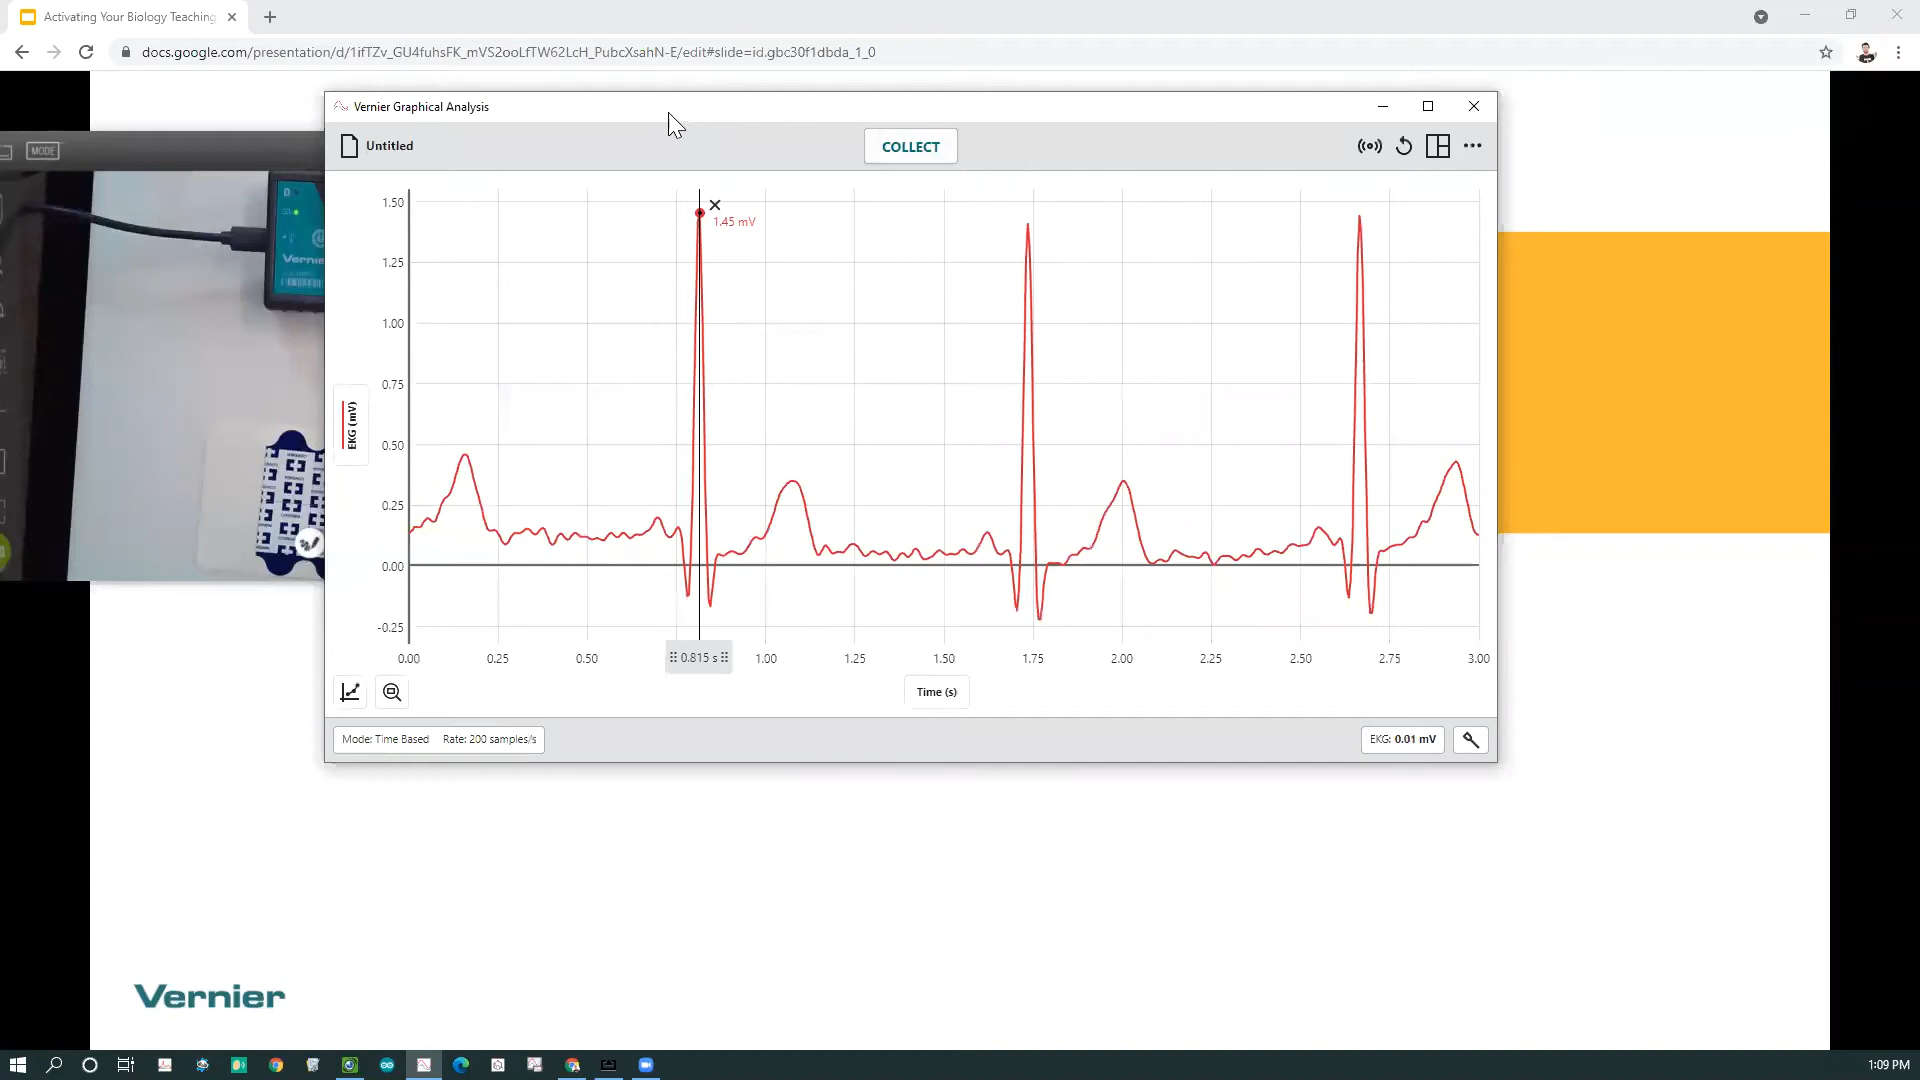 Activating Your Biology Teaching
docs.google.com/presentation/d/1ifTZv_GU4fuhsFK_mVS2ooLfTW62LcH_PubcXsahN-E/edit#slide=id.gbc30f1dbda_1_0
Vernier Graphical Analysis
Untitled
COLLECT
MODE
Vernier
1.50
1.25
1.00
0.75
0.50
0.25
0.00
-0.25
EKG (mV)
1.45 mV
0.00 0.25 0.50 0.815 s 1.00 1.25 1.50 1.75 2.00 2.25 2.50 2.75 3.00
Time (s)
Mode: Time Based Rate: 200 samples/s
EKG: 0.01 mV
Vernier
1:09 PM